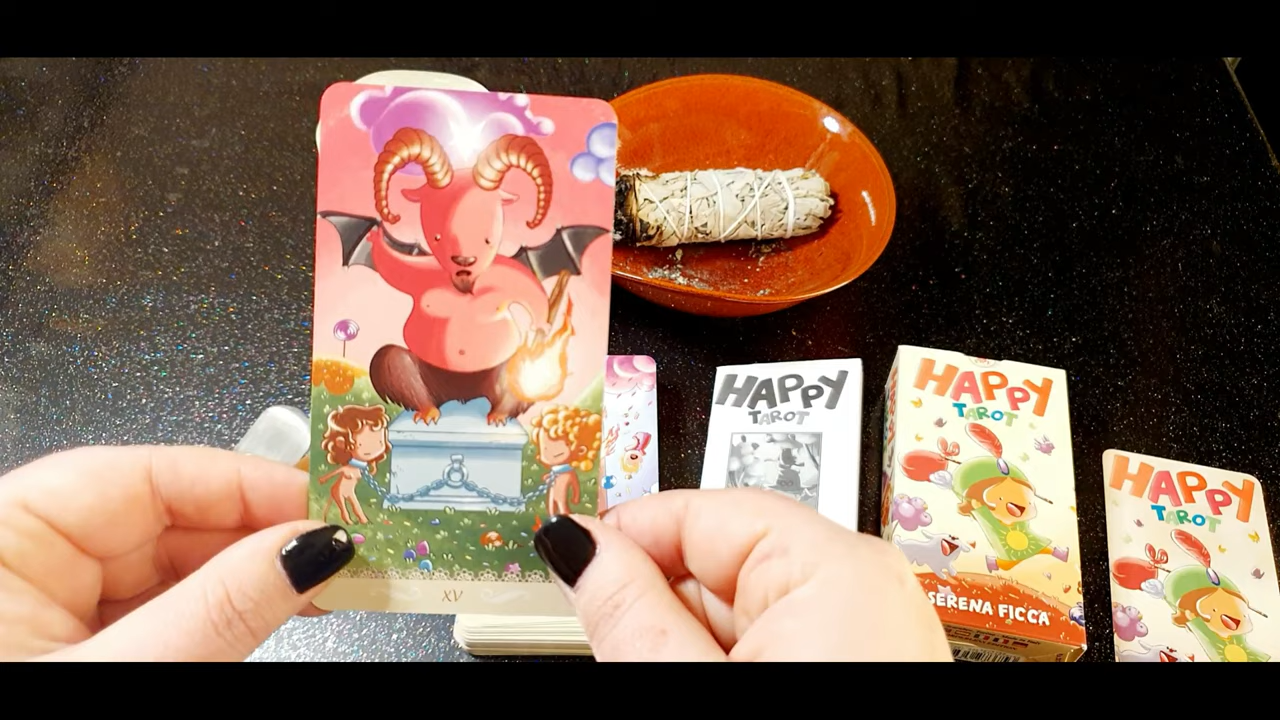 XV
HAPPY
TAROT
HAPPY
TAROT
SERENA FICCA
HAPPY
TAROT